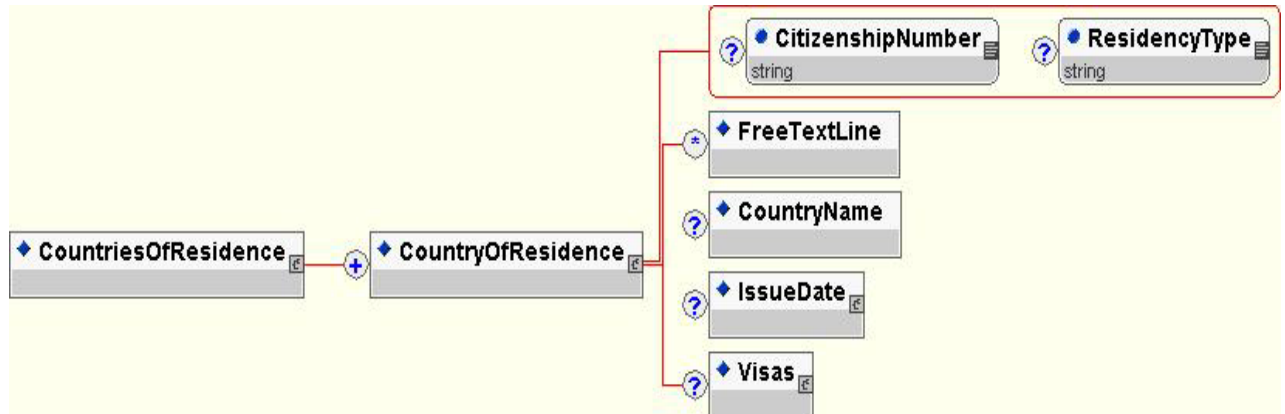 ? CitizenshipNumber ? ResidencyType
string string
* FreeTextLine
? CountryName
CountriesOfResidence + CountryOfResidence
? IssueDate
? Visas